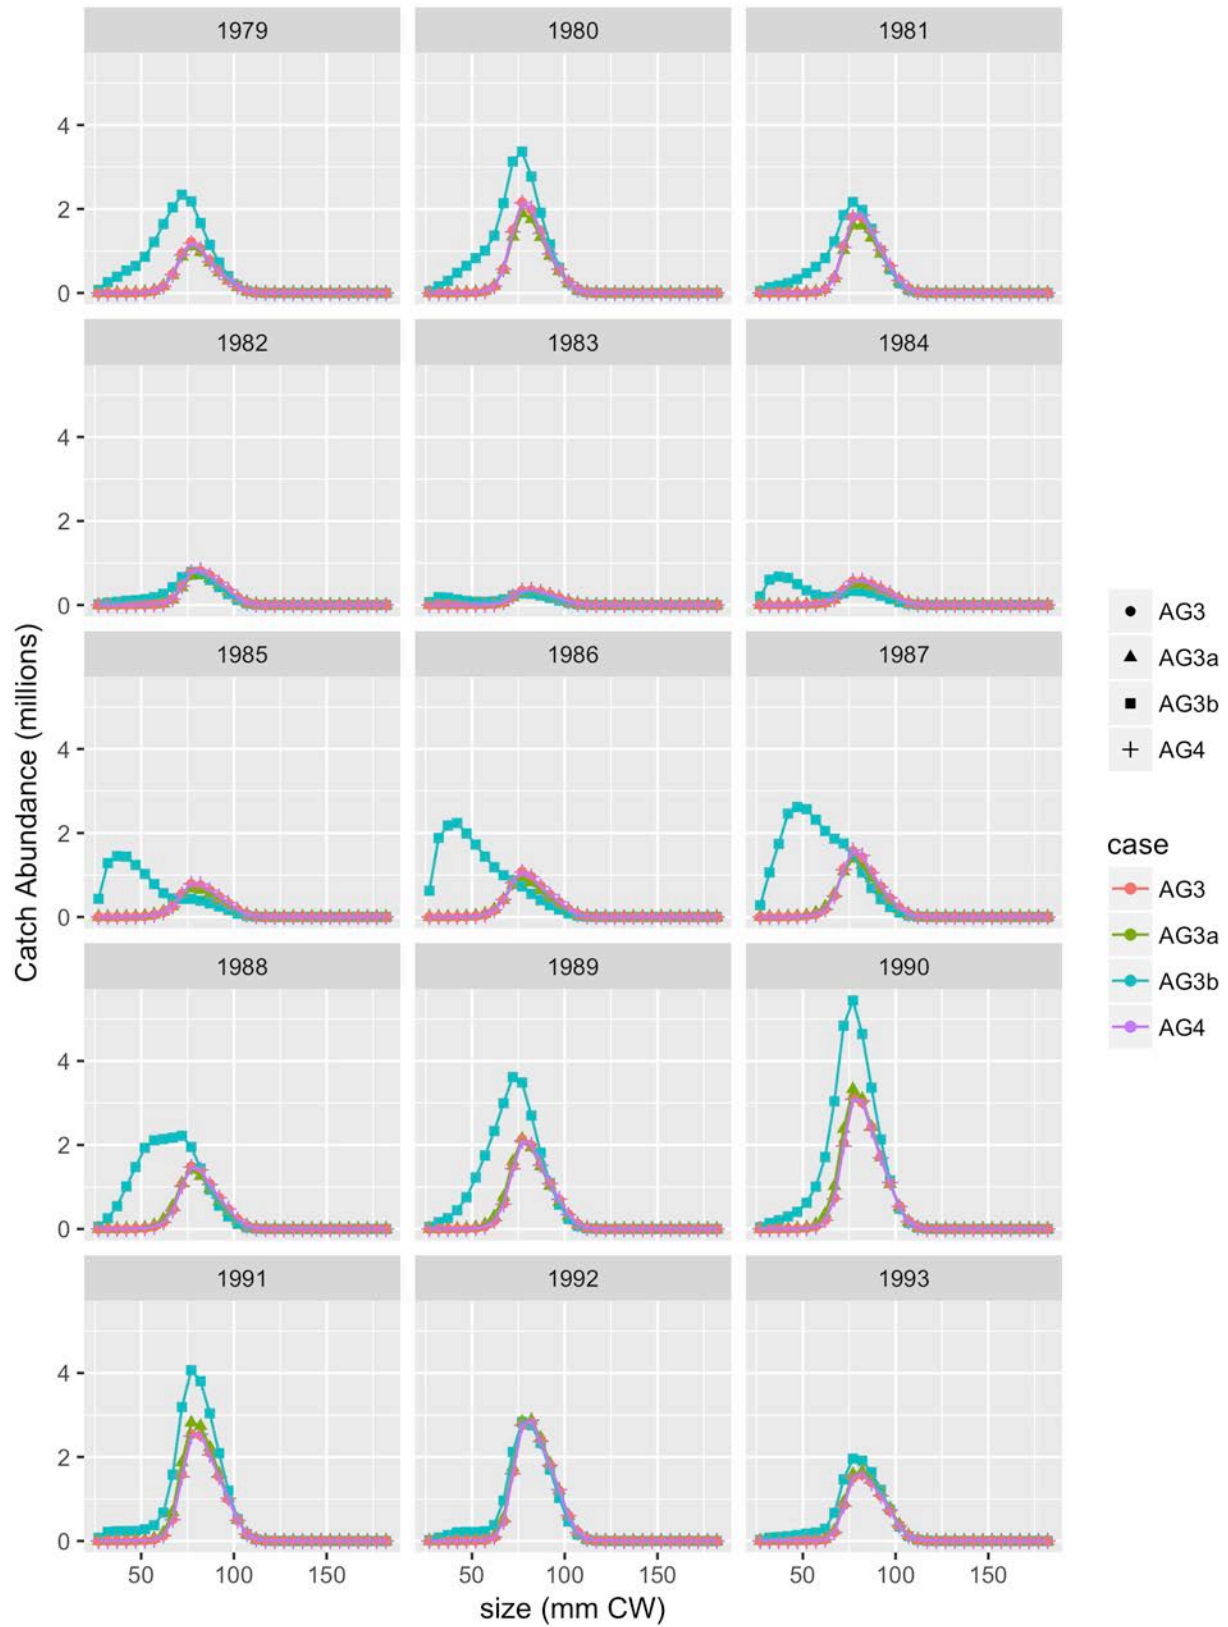 1979 1980 1981
4
2
0
1982 1983 1984
4
2
0
1985 1986 1987
4
2
0
1988 1989 1990
4
2
0
1991 1992 1993
4
2
0
50 100 150 50 100 150 50 100 150
size (mm CW)
Catch Abundance (millions)
AG3
AG3a
AG3b
AG4
case
AG3
AG3a
AG3b
AG4